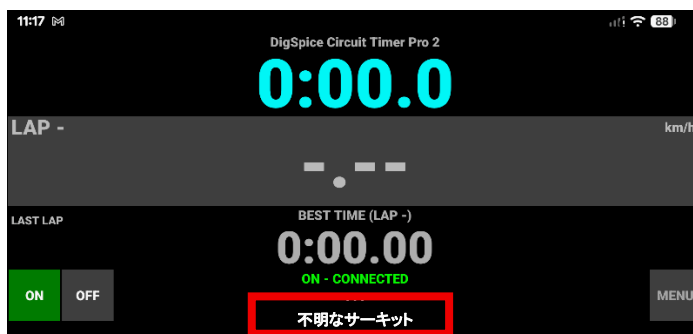 11:17
88
DigSpice Circuit Timer Pro 2
0:00.0
LAP -
km/h
-.--
LAST LAP
BEST TIME (LAP -)
0:00.00
ON - CONNECTED
ON OFF
MENU
---
不明なサーキット